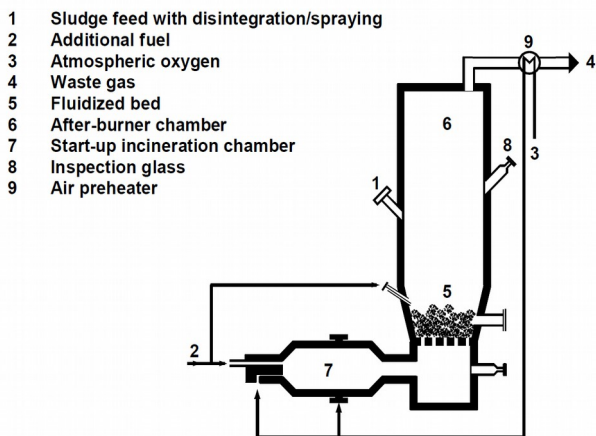 1 Sludge feed with disintegration/spraying
2 Additional fuel
3 Atmospheric oxygen
4 Waste gas
5 Fluidized bed
6 After-burner chamber
7 Start-up incineration chamber
8 Inspection glass
9 Air preheater
9
4
6
8
3
1
5
2
7